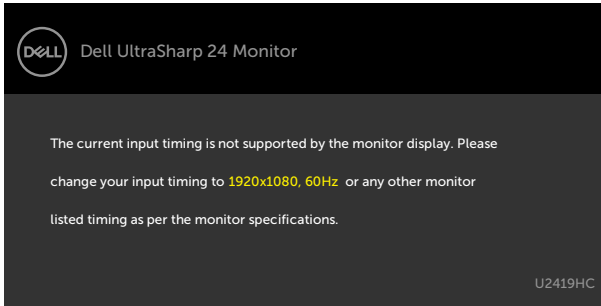 DELL
Dell UltraSharp 24 Monitor
The current input timing is not supported by the monitor display. Please
change your input timing to 1920x1080, 60Hz or any other monitor
listed timing as per the monitor specifications.
U2419HC